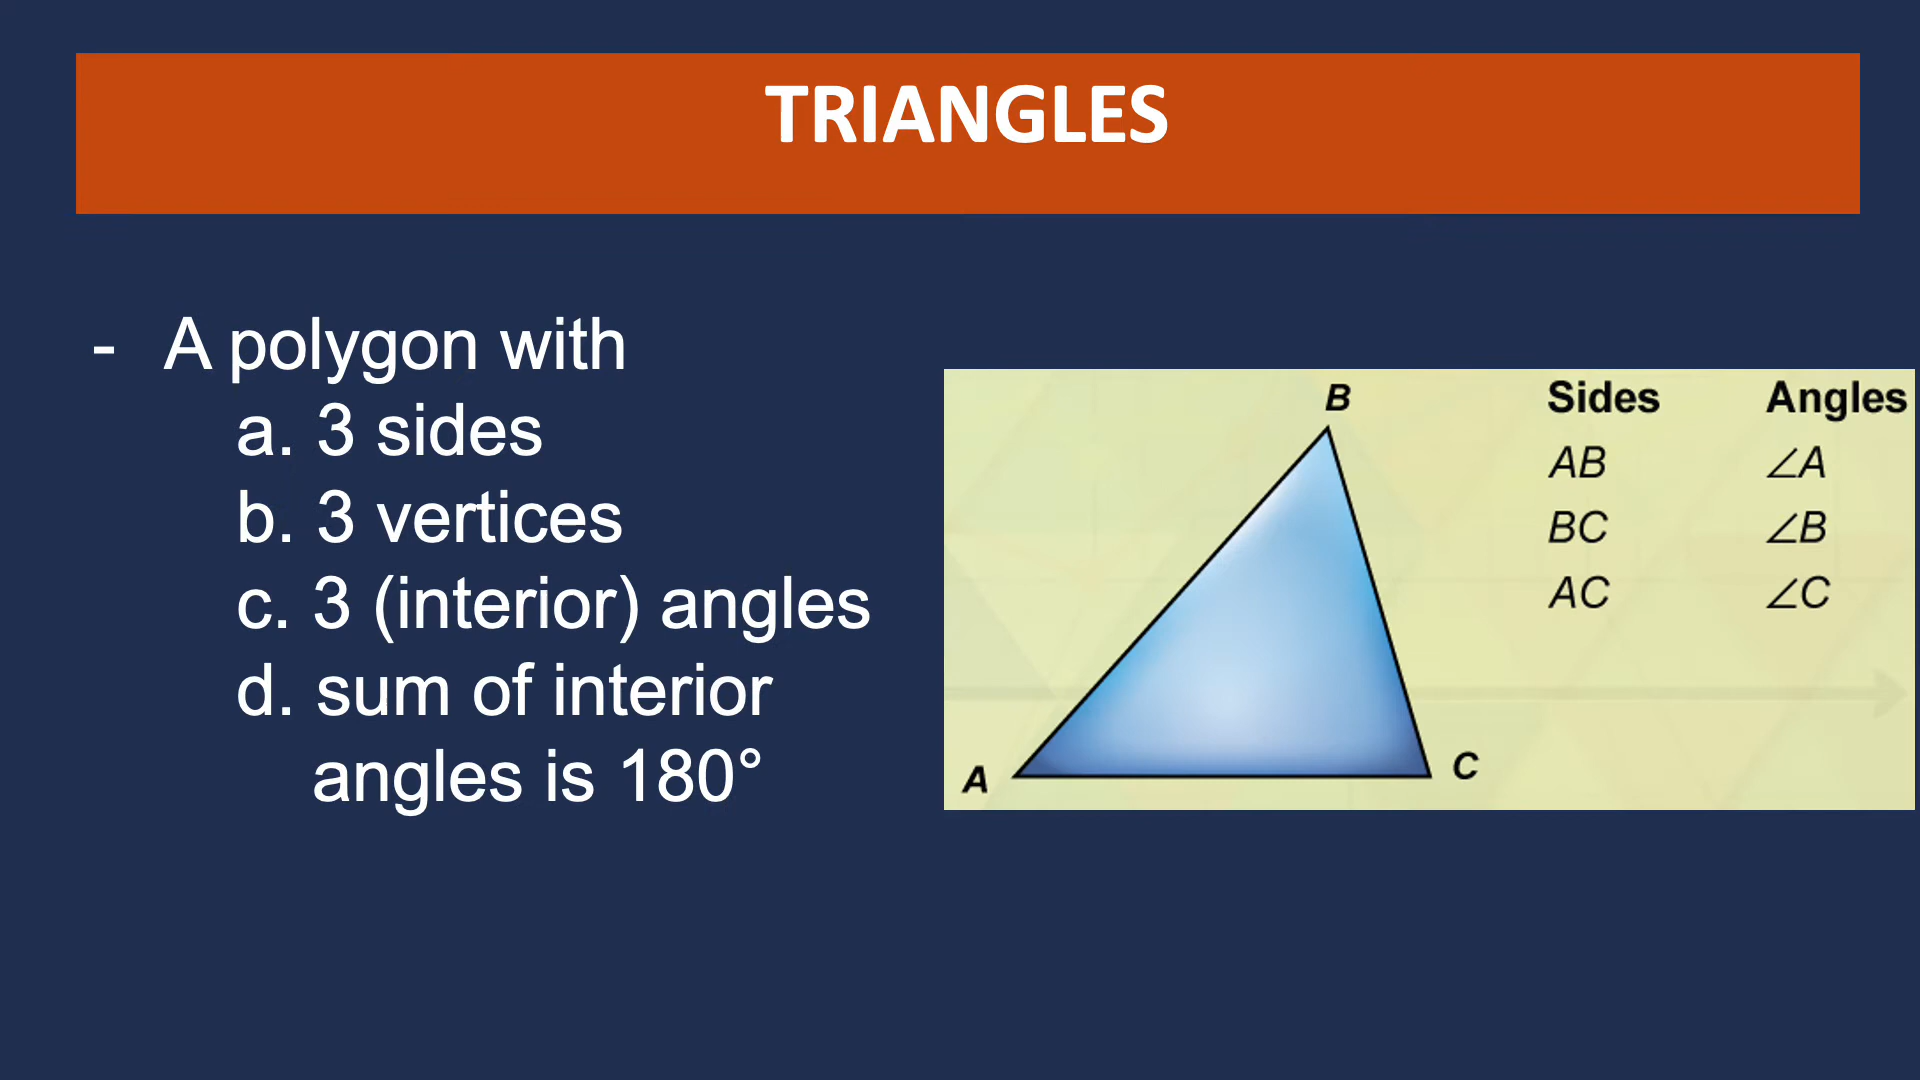 TRIANGLES
- A polygon with
a. 3 sides
b. 3 vertices
c. 3 (interior) angles
d. sum of interior
angles is 180°
B
A
C
Sides Angles
AB ∠A
BC ∠B
AC ∠C